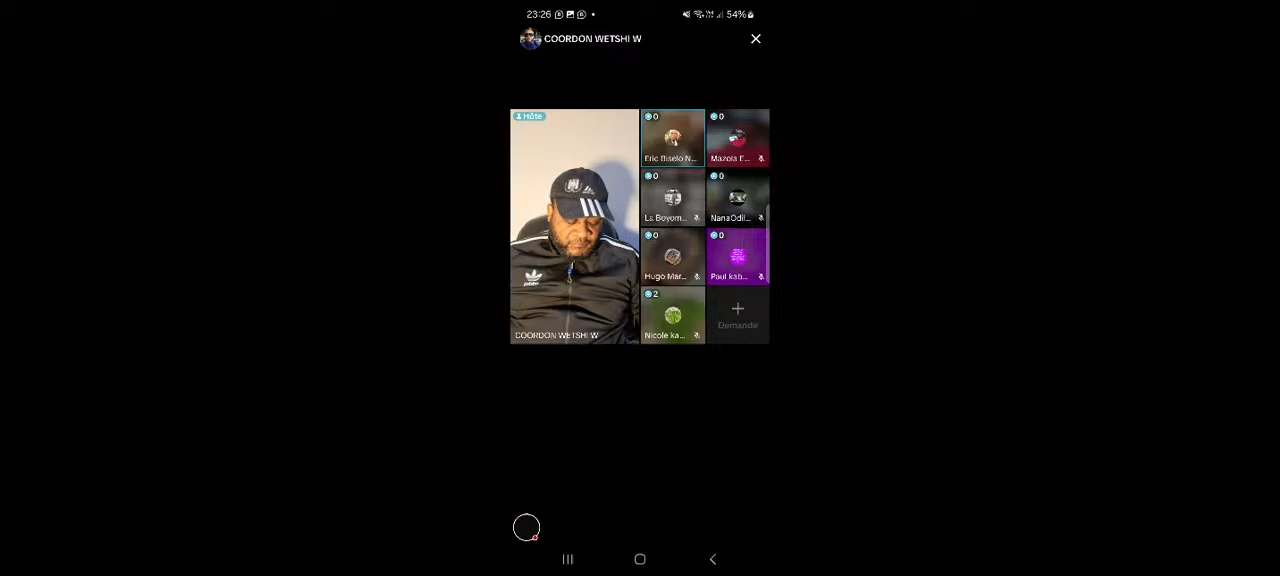 23:26 54%
COORDON WETSHI W
Hôte
0
Eric Biselo N...
0
Mazola E...
0
La Boyom...
0
NanaOdil...
0
Hugo Mar...
0
Paul kab...
2
Nicole ka...
Demande
adidas
COORDON WETSHI W